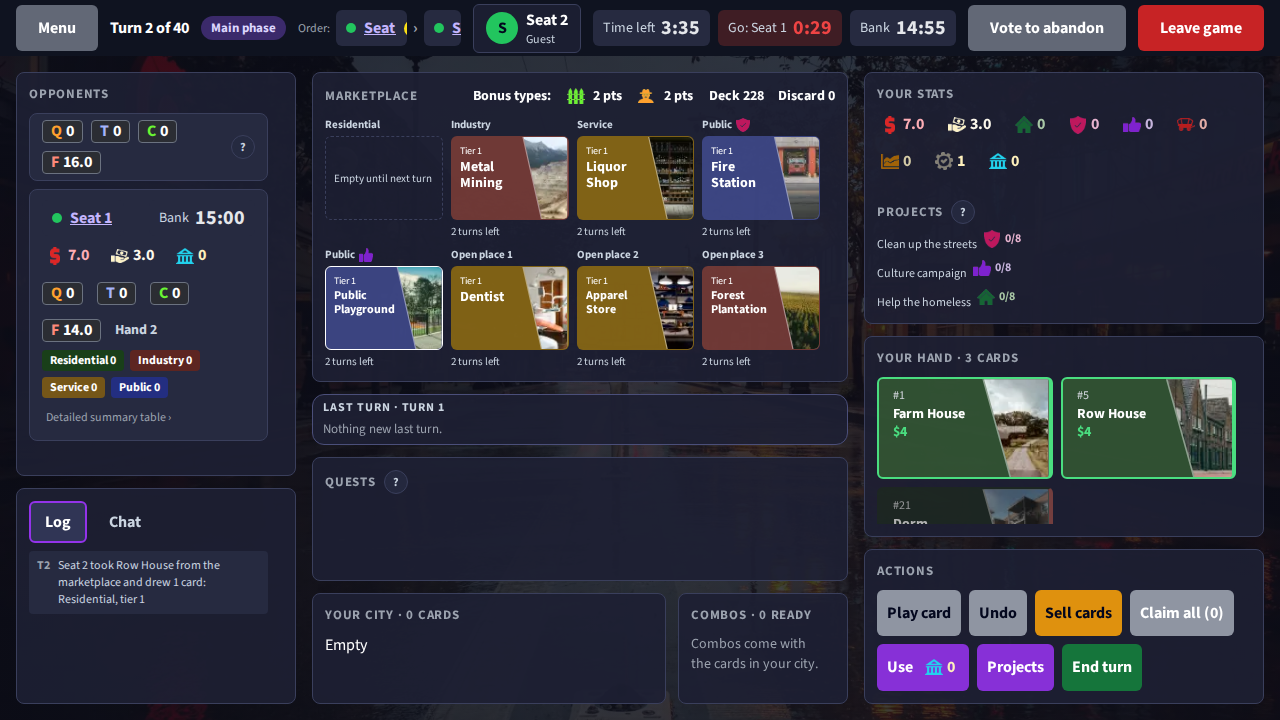 Menu
Turn 2 of 40
Main phase
Order:
Seat
›
S
S
Seat 2
Guest
Time left 3:35
Go: Seat 1 0:29
Bank 14:55
Vote to abandon
Leave game
OPPONENTS
Q 0
T 0
C 0
F 16.0
?
Seat 1
Bank 15:00
7.0
3.0
0
Q 0
T 0
C 0
F 14.0
Hand 2
Residential 0
Industry 0
Service 0
Public 0
Detailed summary table ›
Log
Chat
T2 Seat 2 took Row House from the
marketplace and drew 1 card:
Residential, tier 1
MARKETPLACE
Bonus types:
2 pts
2 pts
Deck 228
Discard 0
Residential
Industry
Service
Public
Empty until next turn
Tier 1
Metal
Mining
Tier 1
Liquor
Shop
Tier 1
Fire
Station
2 turns left
2 turns left
2 turns left
Public
Open place 1
Open place 2
Open place 3
Tier 1
Public
Playground
Tier 1
Dentist
Tier 1
Apparel
Store
Tier 1
Forest
Plantation
2 turns left
2 turns left
2 turns left
2 turns left
LAST TURN · TURN 1
Nothing new last turn.
QUESTS
?
YOUR CITY · 0 CARDS
Empty
COMBOS · 0 READY
Combos come with
the cards in your city.
YOUR STATS
7.0
3.0
0
0
0
0
0
1
0
PROJECTS
?
Clean up the streets 0/8
Culture campaign 0/8
Help the homeless 0/8
YOUR HAND · 3 CARDS
#1
Farm House
$4
#5
Row House
$4
#21
Dorm
ACTIONS
Play card
Undo
Sell cards
Claim all (0)
Use 0
Projects
End turn